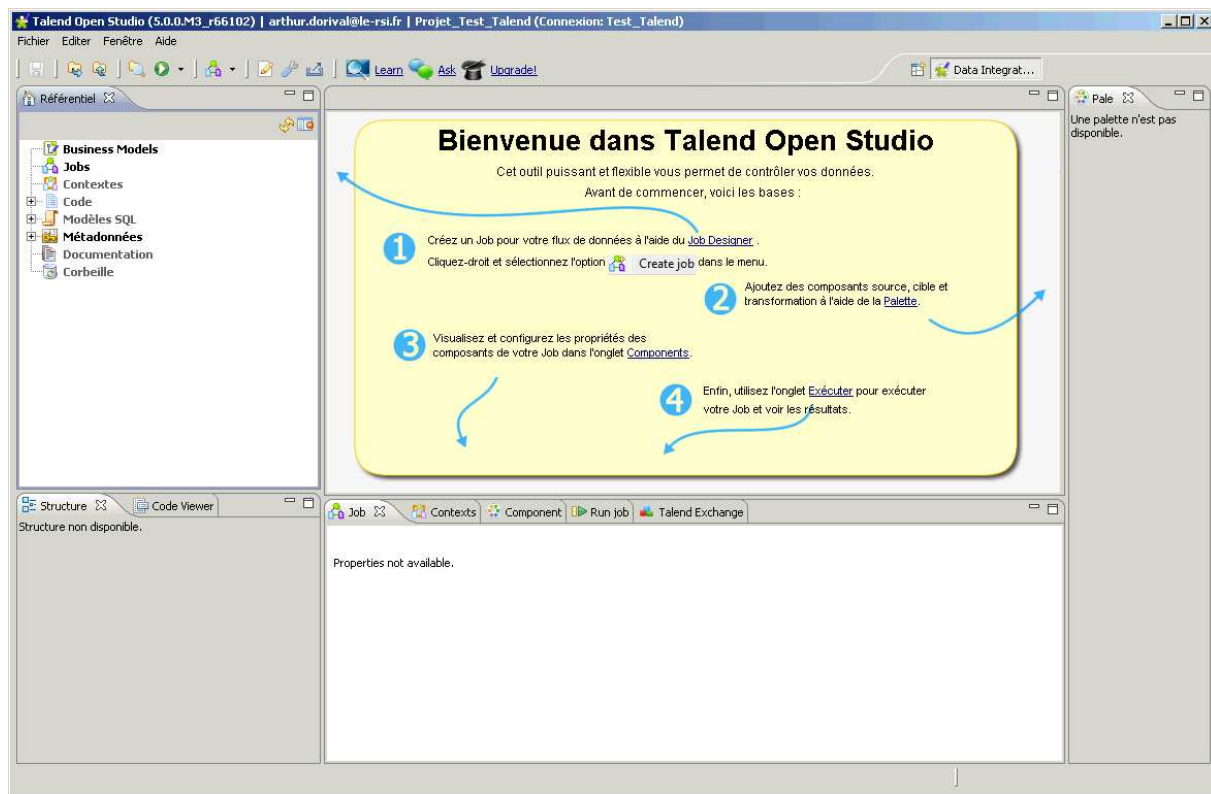 Talend Open Studio (5.0.0.M3_r66102) | arthur.dorival@le-rsi.fr | Projet_Test_Talend (Connexion: Test_Talend)
Fichier Editer Fenêtre Aide
Learn Ask Upgrade!
Data Integrat...
Référentiel
Business Models
Jobs
Contextes
Code
Modèles SQL
Métadonnées
Documentation
Corbeille
Bienvenue dans Talend Open Studio
Cet outil puissant et flexible vous permet de contrôler vos données.
Avant de commencer, voici les bases :
1 Créez un Job pour votre flux de données à l'aide du Job Designer .
Cliquez-droit et sélectionnez l'option Create job dans le menu.
2 Ajoutez des composants source, cible et
transformation à l'aide de la Palette.
3 Visualisez et configurez les propriétés des
composants de votre Job dans l'onglet Components.
4 Enfin, utilisez l'onglet Exécuter pour exécuter
votre Job et voir les résultats.
Pale
Une palette n'est pas
disponible.
Structure Code Viewer
Structure non disponible.
Job Contexts Component Run job Talend Exchange
Properties not available.